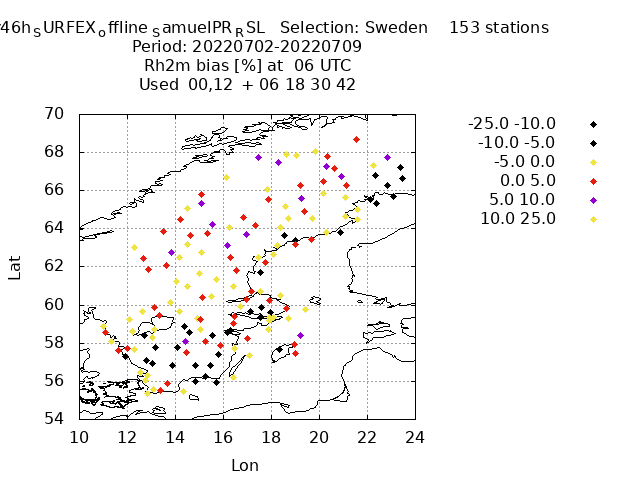 46h_SURFEX_offline_SamuelPR_RSL Selection: Sweden 153 stations
Period: 20220702-20220709
Rh2m bias [%] at 06 UTC
Used 00,12 + 06 18 30 42
70
68
66
64
62
60
58
56
54
10 12 14 16 18 20 22 24
Lat
Lon
-25.0 -10.0
-10.0 -5.0
-5.0 0.0
0.0 5.0
5.0 10.0
10.0 25.0